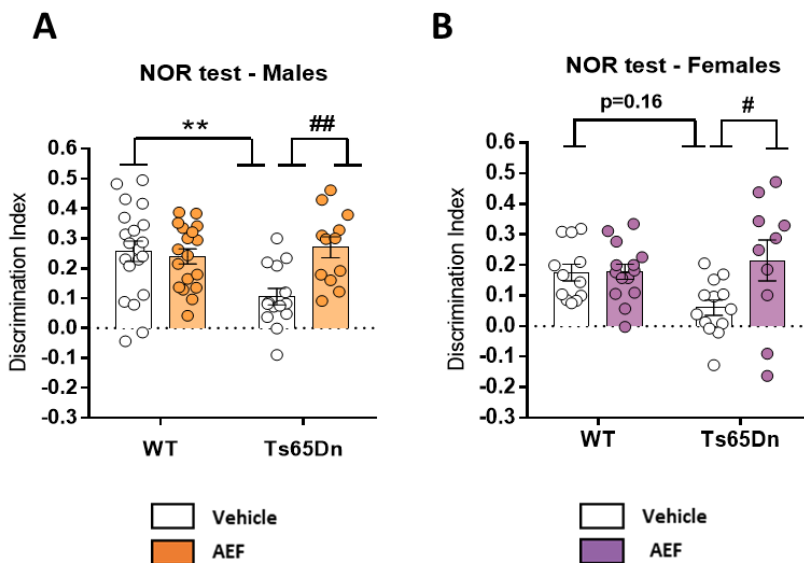 A
NOR test - Males
**
##
Discrimination Index
0.6
0.5
0.4
0.3
0.2
0.1
0.0
-0.1
-0.2
-0.3
WT
Ts65Dn
Vehicle
AEF
B
NOR test - Females
p=0.16
#
Discrimination Index
0.6
0.5
0.4
0.3
0.2
0.1
0.0
-0.1
-0.2
-0.3
WT
Ts65Dn
Vehicle
AEF